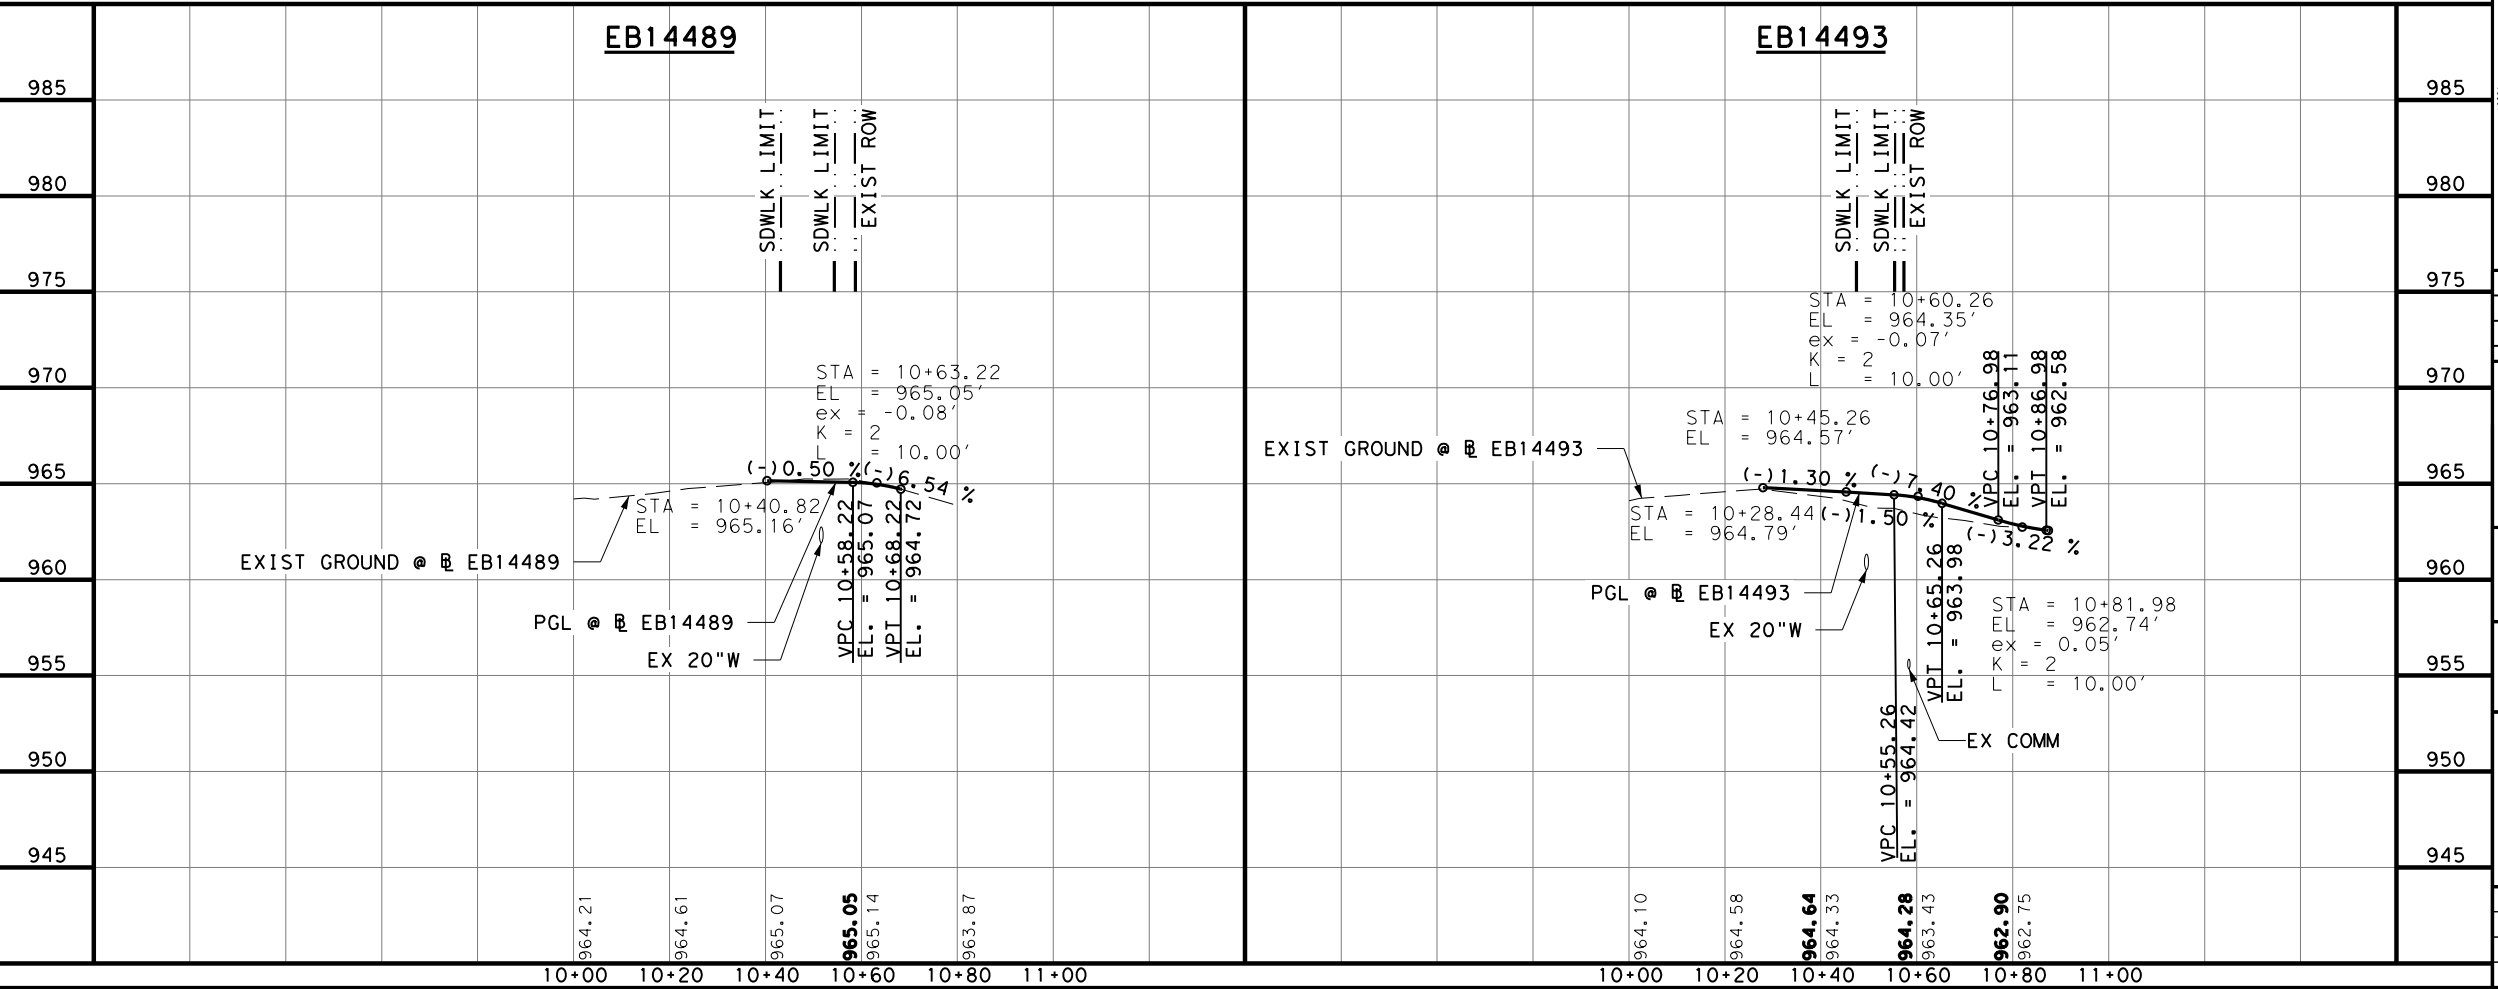 EB14489
985
980
975
970
965
960
955
950
945
SDWLK LIMIT
SDWLK LIMIT
EXIST ROW
STA = 10+63.22
EL = 965.05'
ex = -0.08'
K = 2
L = 10.00'
(-)0.50 %
(-)6.54 %
STA = 10+40.82
EL = 965.16'
EXIST GROUND @ BL EB14489
PGL @ BL EB14489
EX 20"W
VPC 10+58.22
EL. = 965.07
VPT 10+68.22
EL. = 964.72
964.21
964.61
965.07
965.05
965.14
963.87
10+00 10+20 10+40 10+60 10+80 11+00
EB14493
SDWLK LIMIT
SDWLK LIMIT
EXIST ROW
STA = 10+60.26
EL = 964.35'
ex = -0.07'
K = 2
L = 10.00'
STA = 10+45.26
EL = 964.57'
EXIST GROUND @ BL EB14493
(-)1.30 %
(-)7.40 %
VPC 10+76.98
EL. = 963.11
VPT 10+86.98
EL. = 962.58
STA = 10+28.44
EL = 964.79'
(-)1.50 %
(-)3.22 %
PGL @ BL EB14493
EX 20"W
VPC 10+55.26
EL. = 964.42
VPT 10+65.26
EL. = 963.98
STA = 10+81.98
EL = 962.74'
ex = 0.05'
K = 2
L = 10.00'
EX COMM
964.10
964.58
964.64
964.33
964.28
963.43
962.90
962.75
10+00 10+20 10+40 10+60 10+80 11+00
985
980
975
970
965
960
955
950
945